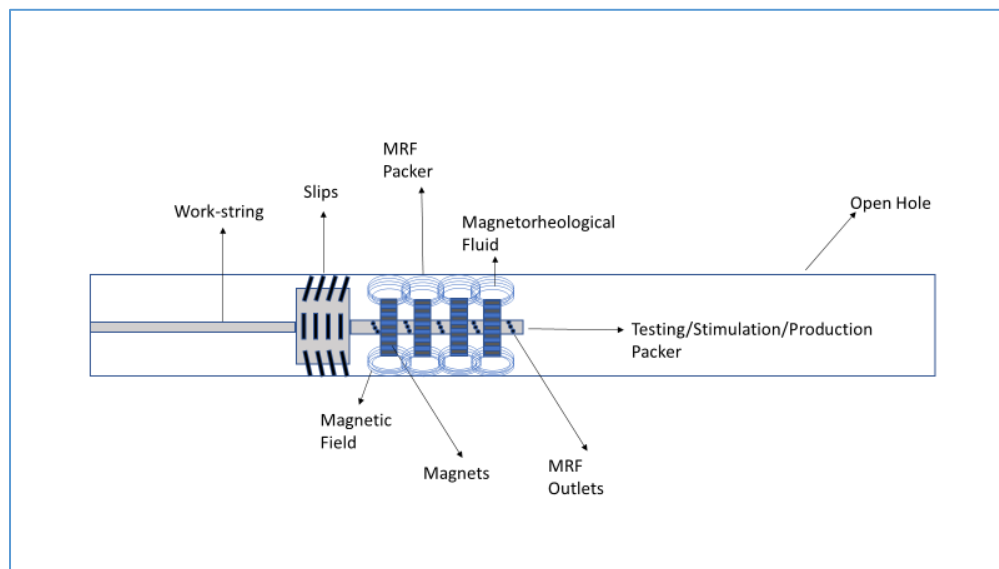 MRF
Packer
Slips
Work-string
Magnetorheological
Fluid
Open Hole
Testing/Stimulation/Production
Packer
Magnetic
Field
Magnets
MRF
Outlets